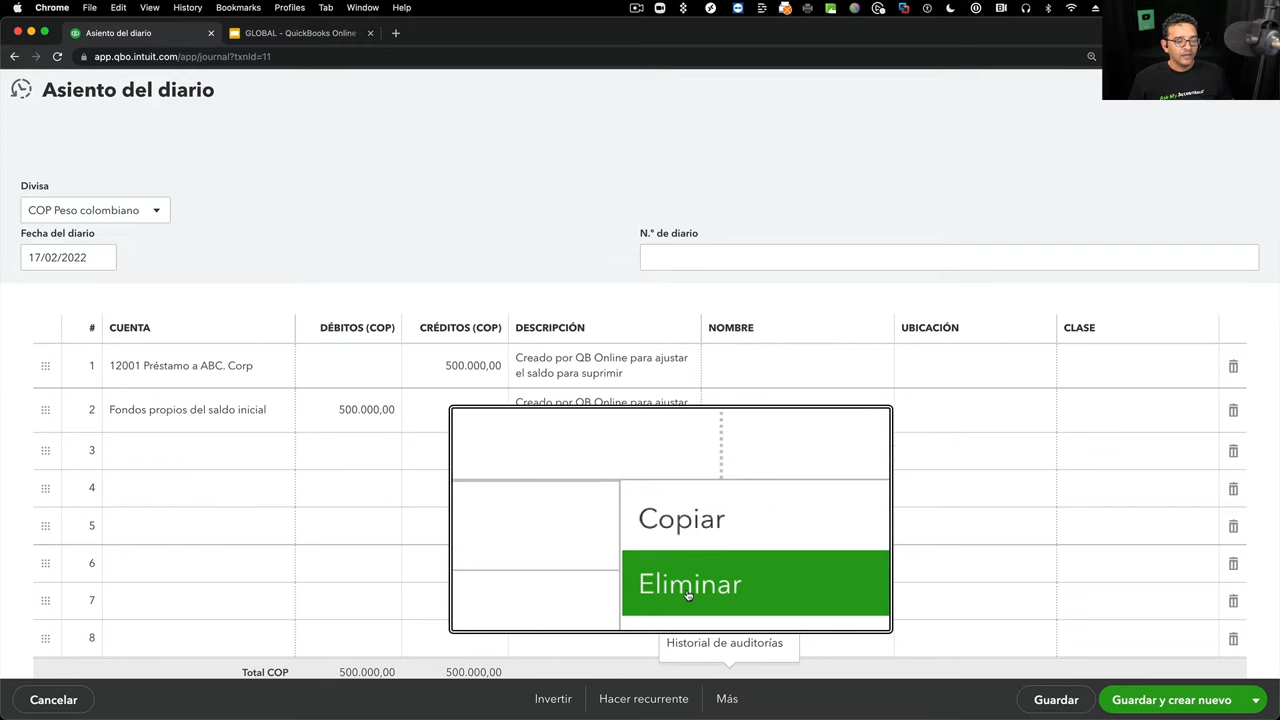 Chrome File Edit View History Bookmarks Profiles Tab Window Help
Asiento del diario
GLOBAL - QuickBooks Online
app.qbo.intuit.com/app/journal?txnId=11
Asiento del diario
Divisa
COP Peso colombiano
Fecha del diario
N.° de diario
17/02/2022
# CUENTA DÉBITOS (COP) CRÉDITOS (COP) DESCRIPCIÓN NOMBRE UBICACIÓN CLASE
1 12001 Préstamo a ABC. Corp 500.000,00 Creado por QB Online para ajustar
el saldo para suprimir
2 Fondos propios del saldo inicial 500.000,00 Creado por QB Online para ajustar
3
4
5
6
7
8
Copiar
Eliminar
Historial de auditorías
Total COP 500.000,00 500.000,00
Cancelar Invertir Hacer recurrente Más Guardar Guardar y crear nuevo